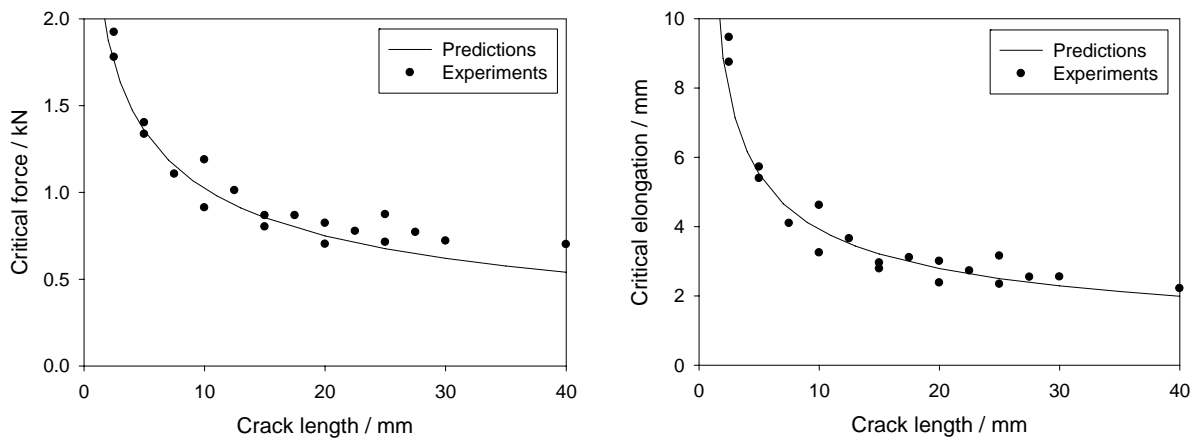 2.0
1.5
1.0
0.5
0.0
Critical force / kN
Predictions
Experiments
0 10 20 30 40
Crack length / mm
10
8
6
4
2
0
Critical elongation / mm
Predictions
Experiments
0 10 20 30 40
Crack length / mm